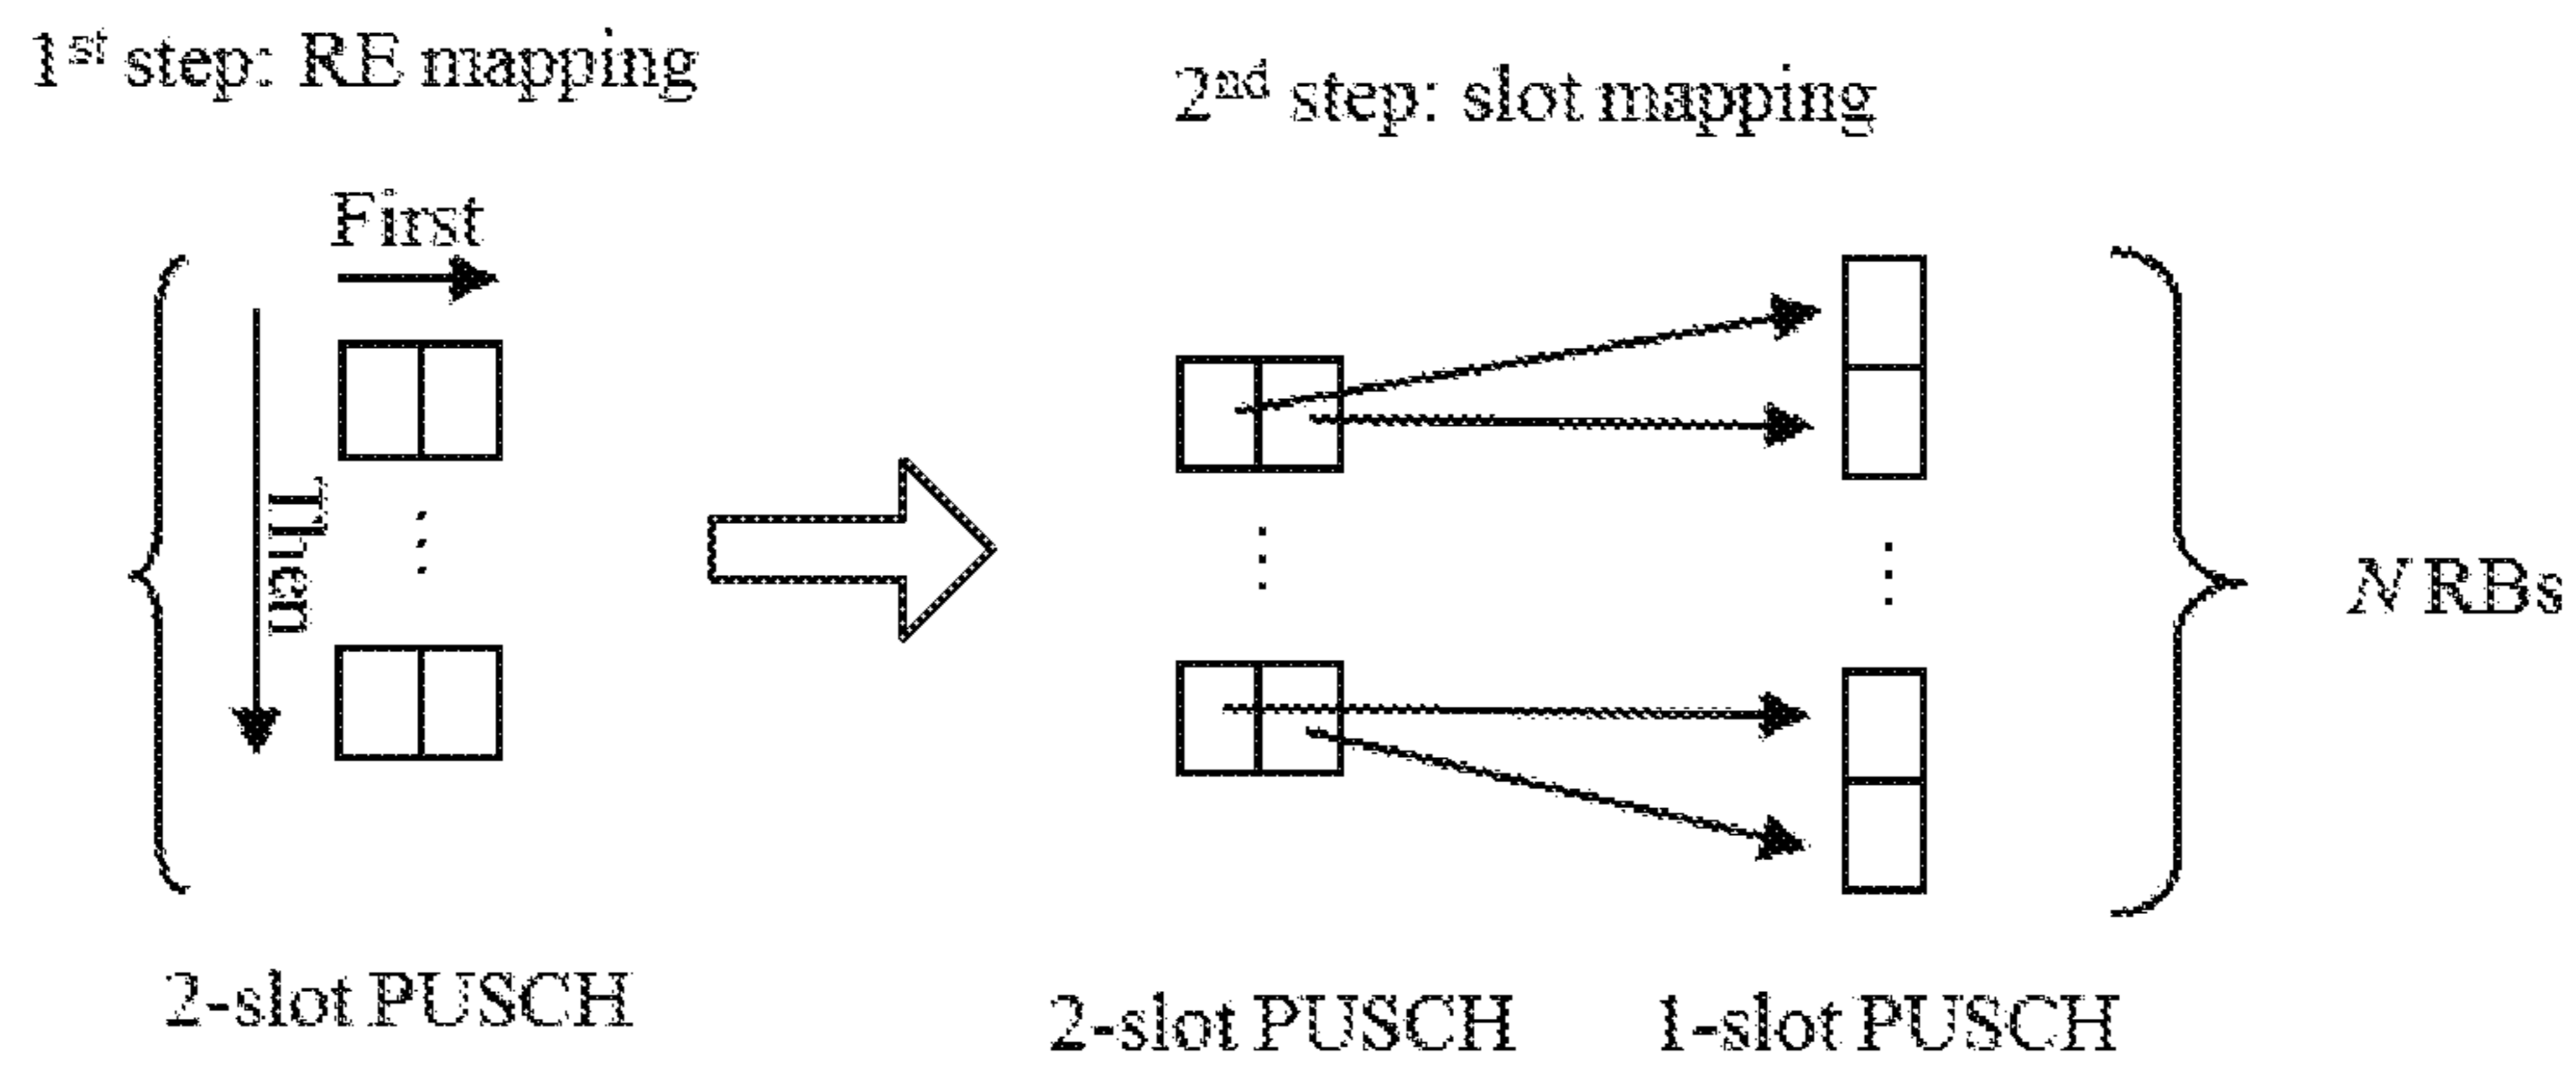 1st step: RE mapping
2nd step: slot mapping
First
Then
N RBs
2-slot PUSCH
2-slot PUSCH
1-slot PUSCH